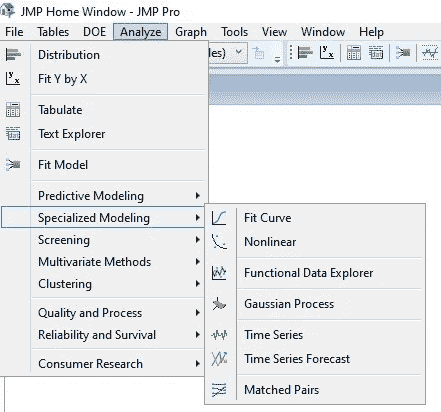 JMP Home Window - JMP Pro
File Tables DOE Analyze Graph Tools View Window Help
Distribution
Fit Y by X
Tabulate
Text Explorer
Fit Model
Predictive Modeling
Specialized Modeling
Screening
Multivariate Methods
Clustering
Quality and Process
Reliability and Survival
Consumer Research
les)
Fit Curve
Nonlinear
Functional Data Explorer
Gaussian Process
Time Series
Time Series Forecast
Matched Pairs